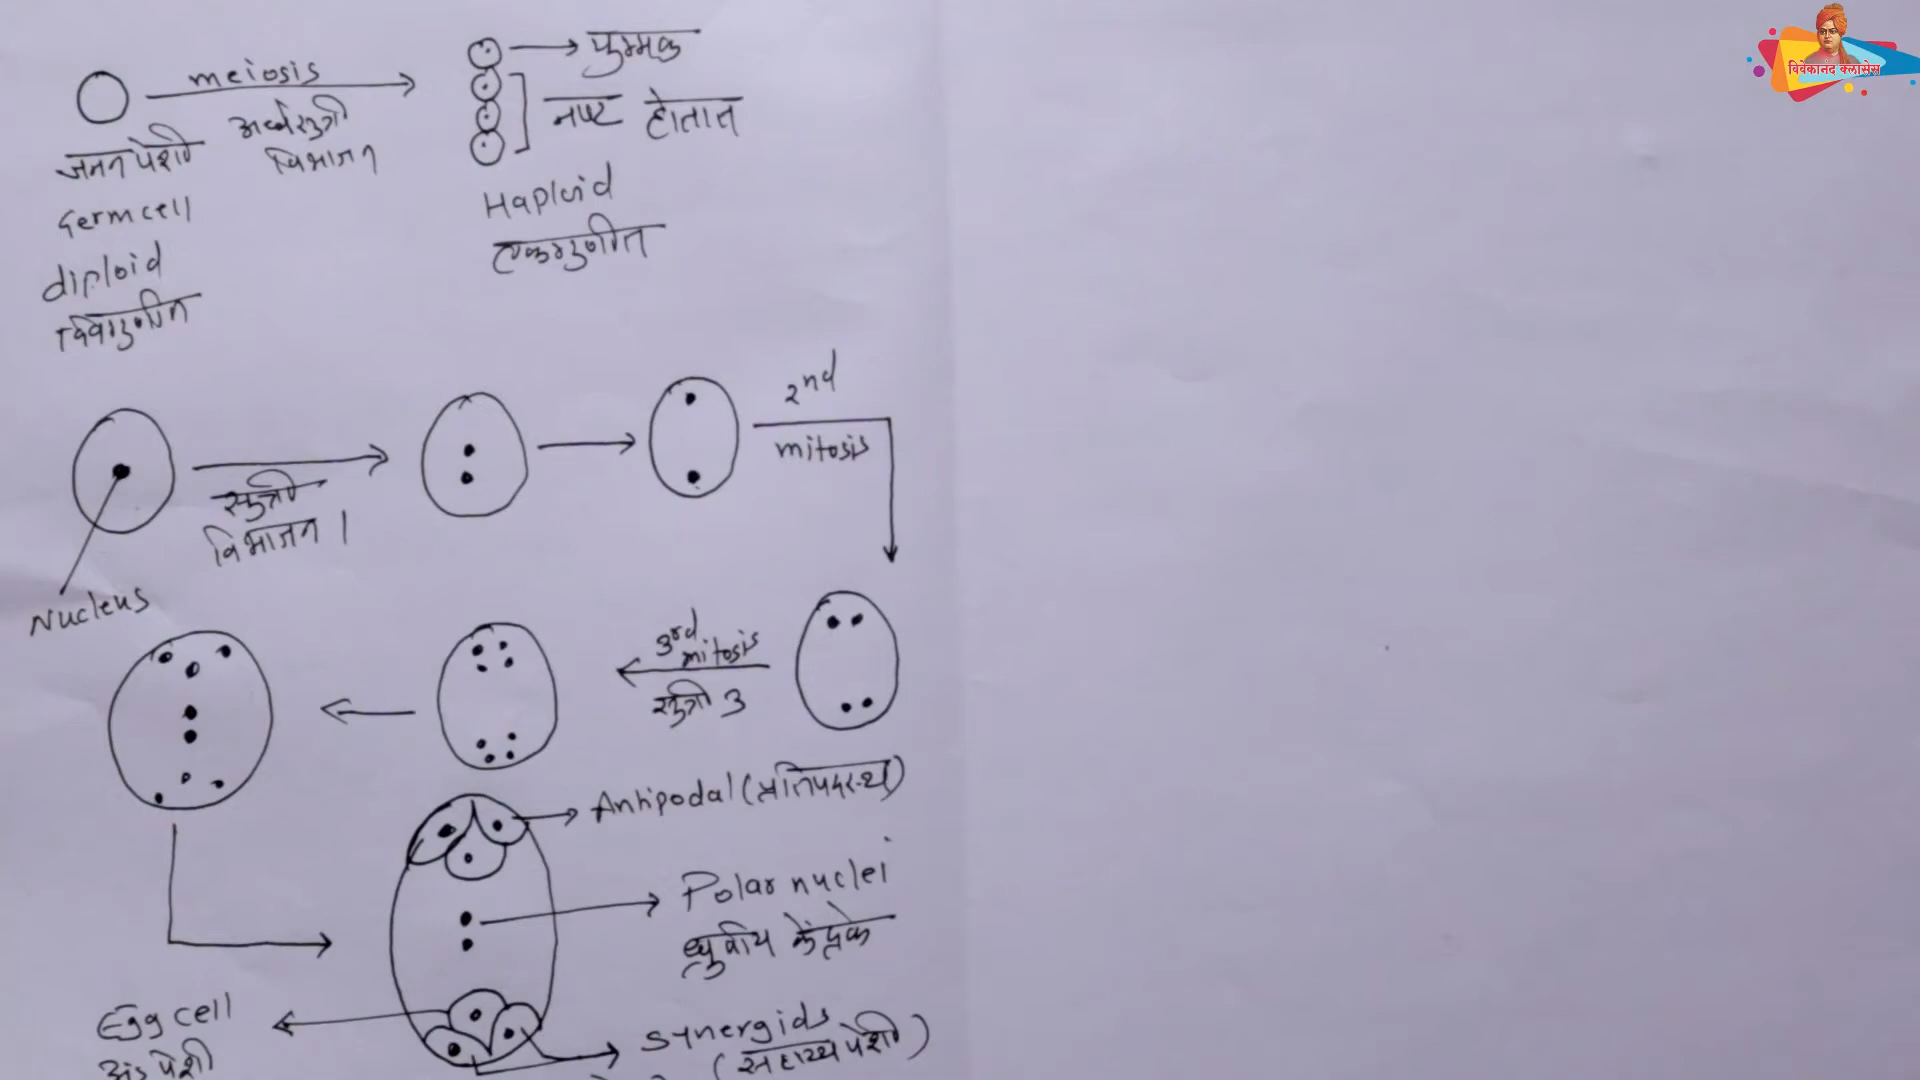 विवेकानंद क्लासेस
meiosis
अर्धसुत्री
विभाजन
जनन पेशी
Germ cell
diploid
द्विगुणीत
नष्ट होतात
Haploid
एकगुणीत
Nucleus
सुत्री
विभाजन 1
2nd
mitosis
3rd
mitosis
सुत्री 3
Antipodal (प्रतिपदस्थ)
Polar nuclei
ध्रुवीय केंद्रके
Egg cell
अंड पेशी
Synergids
(सहाय्य पेशी)